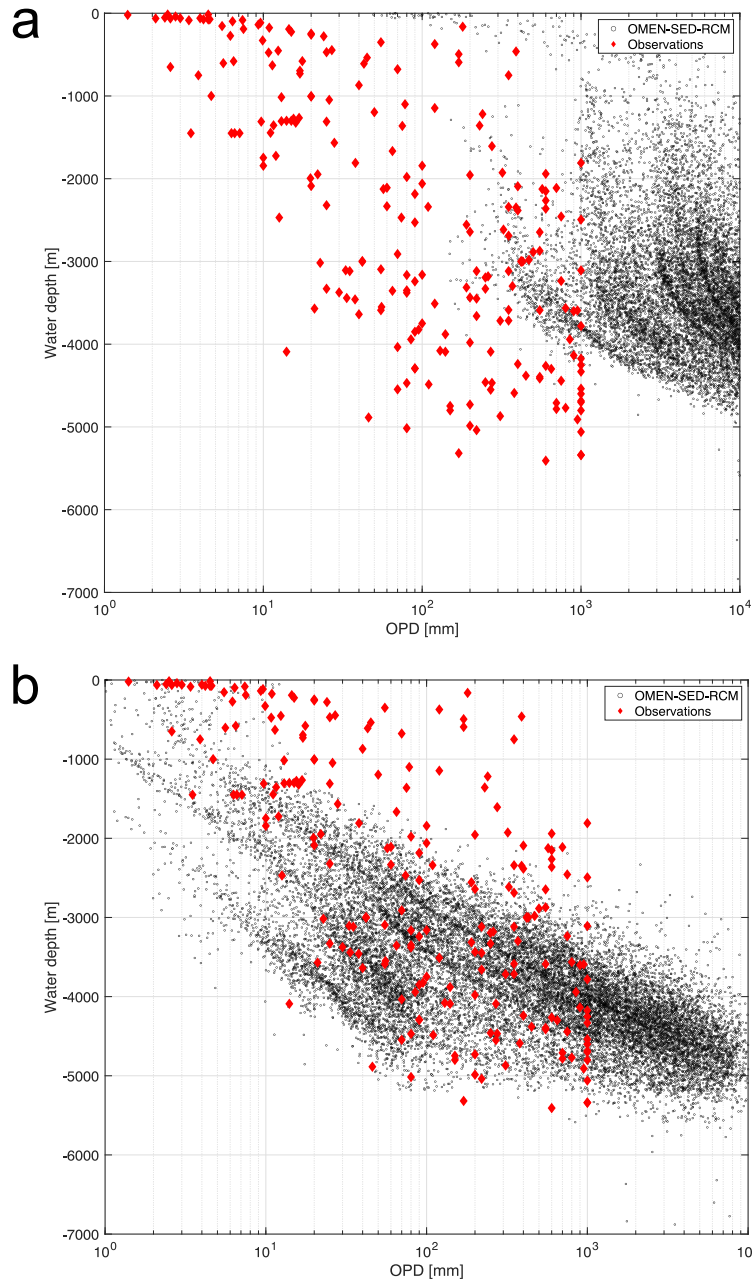 a
OMEN-SED-RCM
Observations
0
-1000
-2000
-3000
-4000
-5000
-6000
-7000
Water depth [m]
10^0
10^1
10^2
10^3
10^4
OPD [mm]
b
OMEN-SED-RCM
Observations
0
-1000
-2000
-3000
-4000
-5000
-6000
-7000
Water depth [m]
10^0
10^1
10^2
10^3
10
OPD [mm]